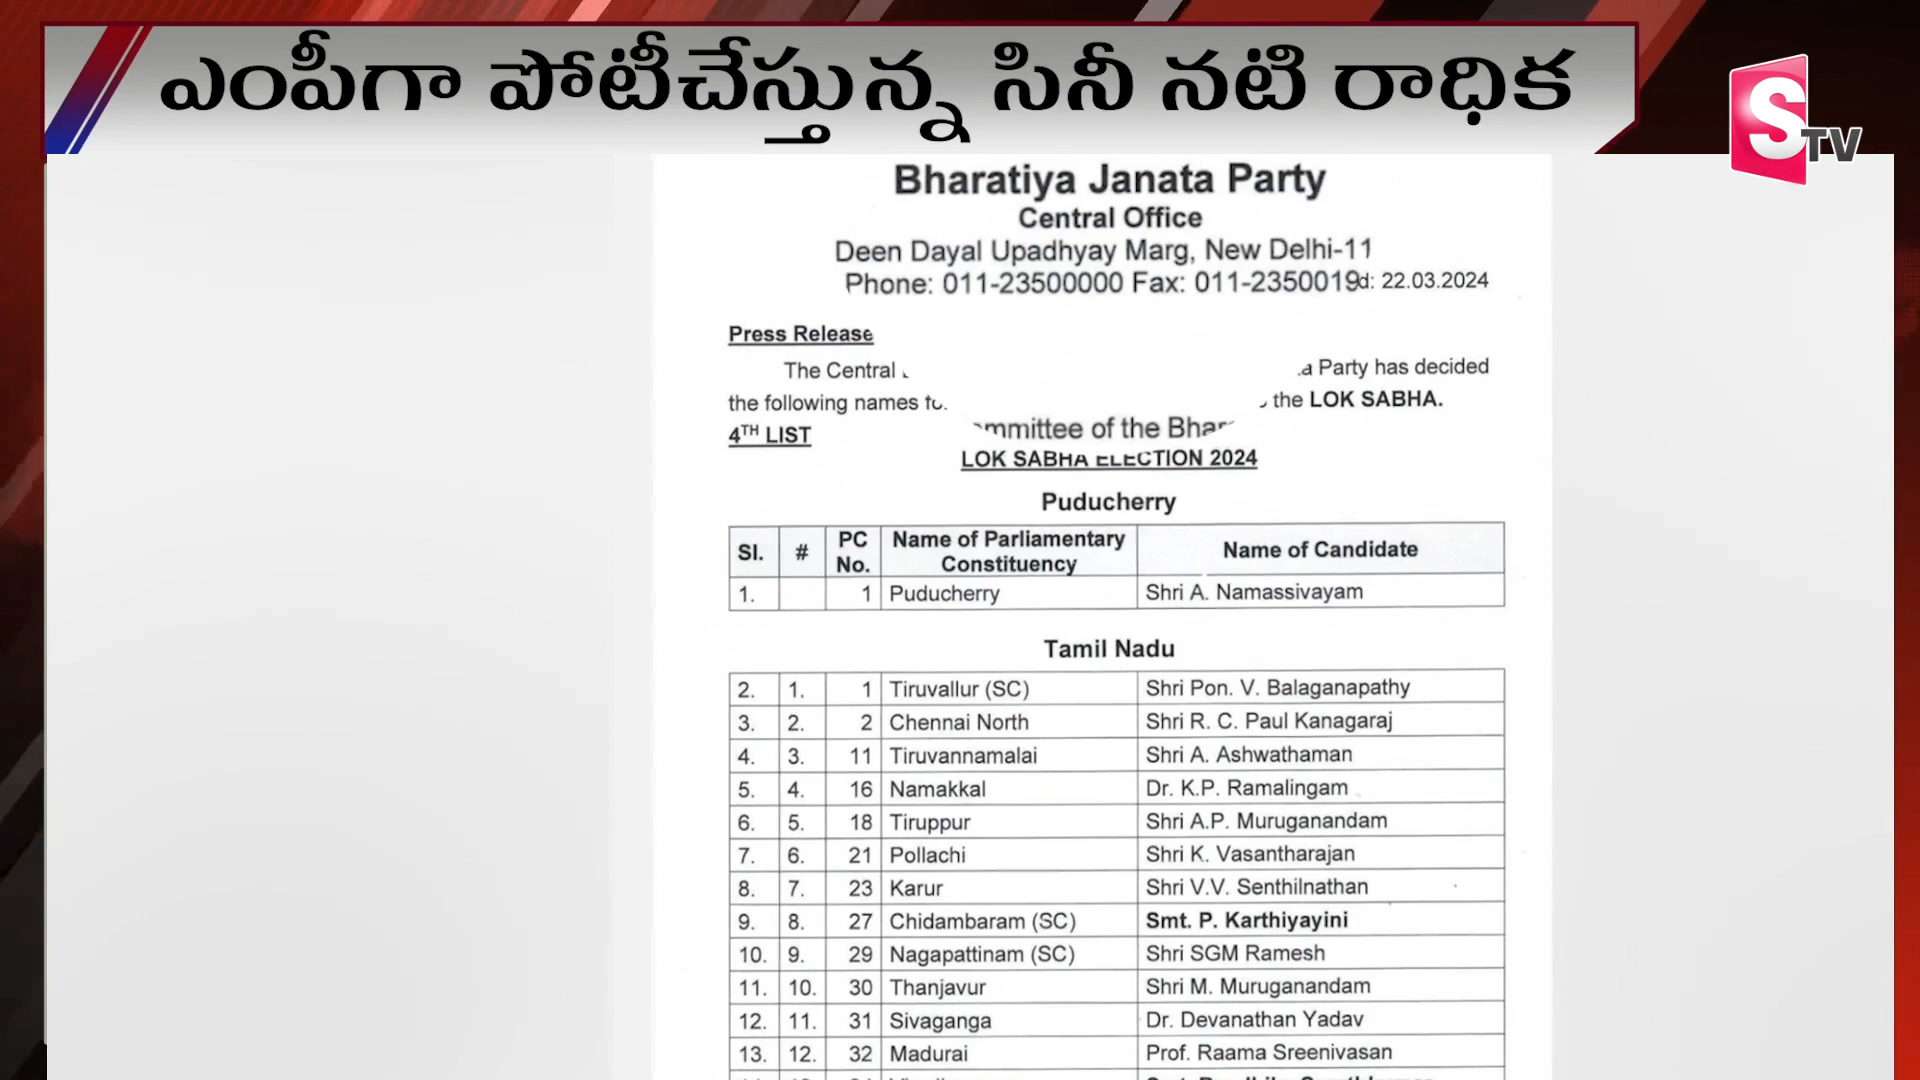 ఎంపీగా పోటీచేస్తున్న సినీ నటి రాధిక
STV
Bharatiya Janata Party
Central Office
Deen Dayal Upadhyay Marg, New Delhi-11
Phone: 011-23500000 Fax: 011-2350019d: 22.03.2024
Press Release
The Central a Party has decided
the following names the LOK SABHA.
4TH LIST mmittee of the Bhar
LOK SABHA ELECTION 2024
Puducherry
Sl. # PC No. Name of Parliamentary Constituency Name of Candidate
1. 1 Puducherry Shri A. Namassivayam
Tamil Nadu
2. 1. 1 Tiruvallur (SC) Shri Pon. V. Balaganapathy
3. 2. 2 Chennai North Shri R. C. Paul Kanagaraj
4. 3. 11 Tiruvannamalai Shri A. Ashwathaman
5. 4. 16 Namakkal Dr. K.P. Ramalingam
6. 5. 18 Tiruppur Shri A.P. Muruganandam
7. 6. 21 Pollachi Shri K. Vasantharajan
8. 7. 23 Karur Shri V.V. Senthilnathan
9. 8. 27 Chidambaram (SC) Smt. P. Karthiyayini
10. 9. 29 Nagapattinam (SC) Shri SGM Ramesh
11. 10. 30 Thanjavur Shri M. Muruganandam
12. 11. 31 Sivaganga Dr. Devanathan Yadav
13. 12. 32 Madurai Prof. Raama Sreenivasan